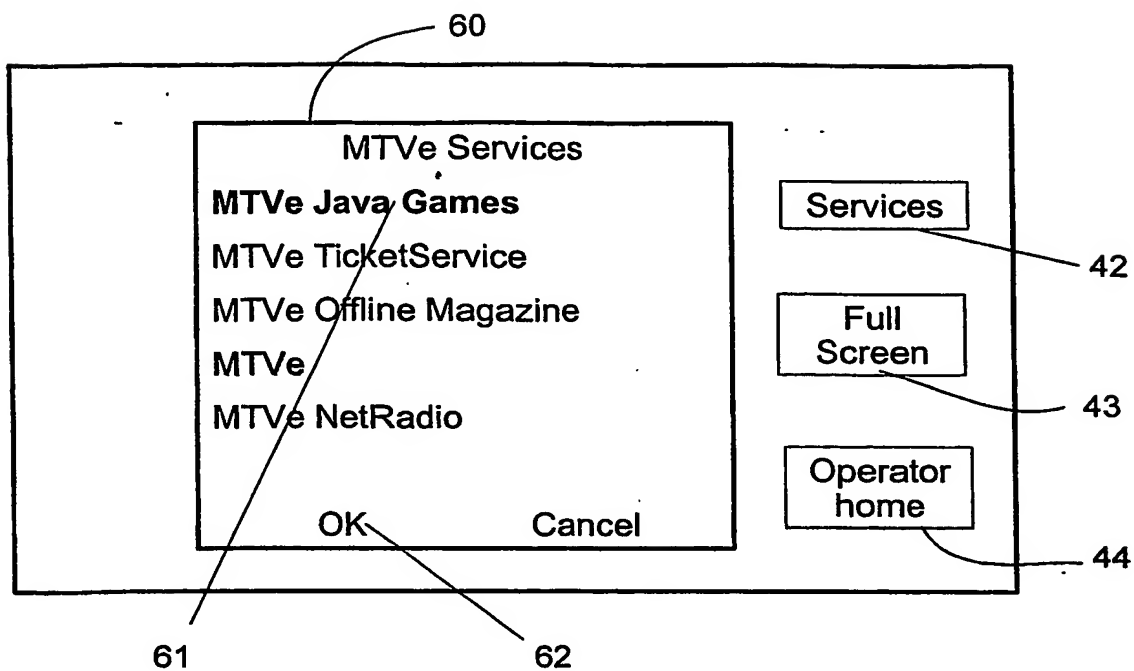 60
MTVe Services
MTVe Java Games
MTVe TicketService
MTVe Offline Magazine
MTVe
MTVe NetRadio
OK Cancel
Services
42
Full
Screen
43
Operator
home
44
61
62